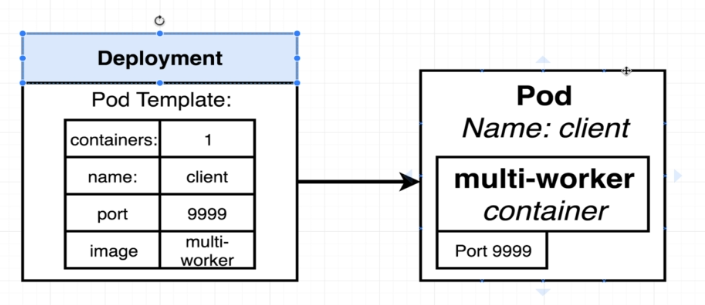 Deployment
Pod Template:
containers: 1
name: client
port 9999
image multi-
worker
Pod
Name: client
multi-worker
container
Port 9999